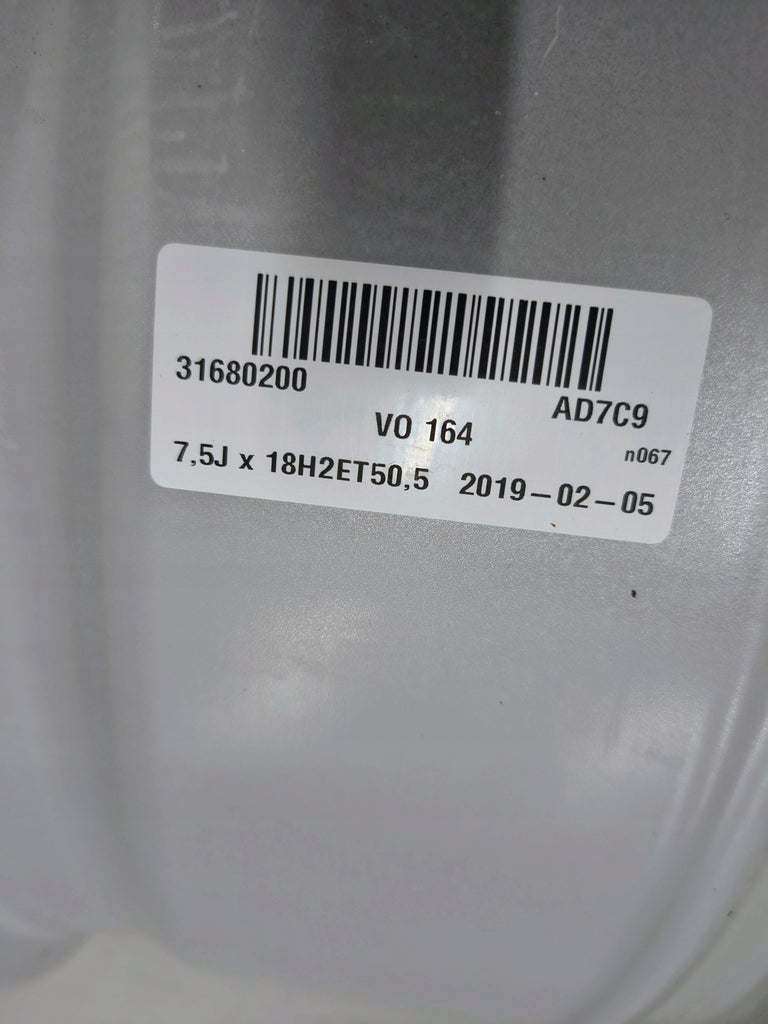 31680200
AD7C9
VO 164
n067
7,5J x 18H2ET50,5 2019-02-05